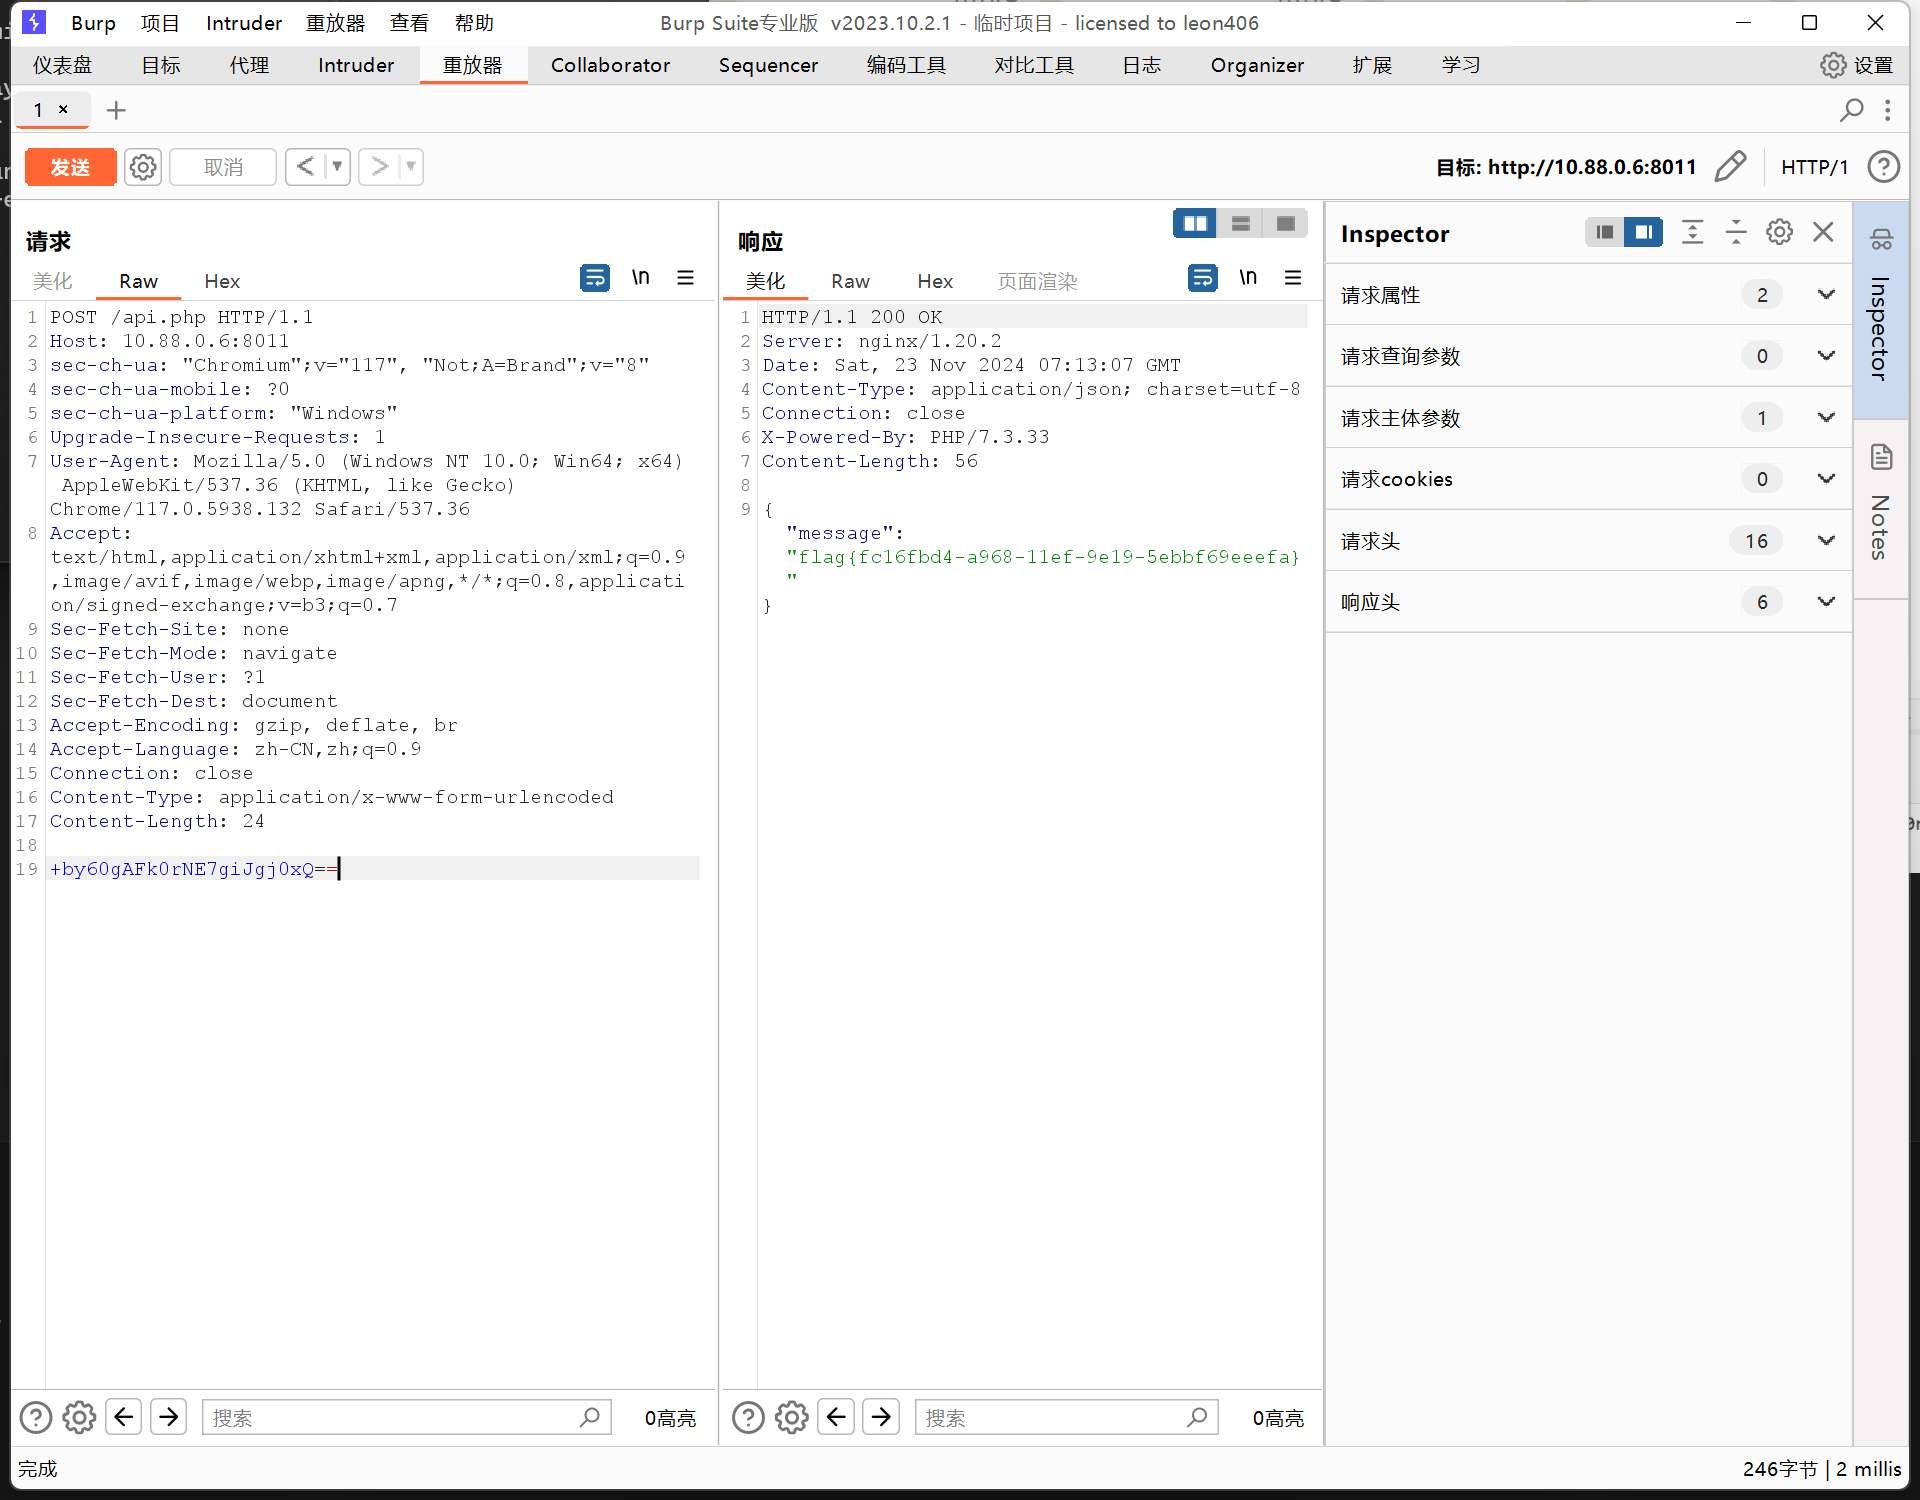 Burp 项目 Intruder 重放器 查看 帮助 Burp Suite专业版 v2023.10.2.1 - 临时项目 - licensed to leon406
仪表盘 目标 代理 Intruder 重放器 Collaborator Sequencer 编码工具 对比工具 日志 Organizer 扩展 学习 设置
1 × +
发送 取消 < > 目标: http://10.88.0.6:8011 HTTP/1
请求
美化 Raw Hex \n
1 POST /api.php HTTP/1.1
2 Host: 10.88.0.6:8011
3 sec-ch-ua: "Chromium";v="117", "Not;A=Brand";v="8"
4 sec-ch-ua-mobile: ?0
5 sec-ch-ua-platform: "Windows"
6 Upgrade-Insecure-Requests: 1
7 User-Agent: Mozilla/5.0 (Windows NT 10.0; Win64; x64)
AppleWebKit/537.36 (KHTML, like Gecko)
Chrome/117.0.5938.132 Safari/537.36
8 Accept:
text/html,application/xhtml+xml,application/xml;q=0.9
,image/avif,image/webp,image/apng,*/*;q=0.8,applicati
on/signed-exchange;v=b3;q=0.7
9 Sec-Fetch-Site: none
10 Sec-Fetch-Mode: navigate
11 Sec-Fetch-User: ?1
12 Sec-Fetch-Dest: document
13 Accept-Encoding: gzip, deflate, br
14 Accept-Language: zh-CN,zh;q=0.9
15 Connection: close
16 Content-Type: application/x-www-form-urlencoded
17 Content-Length: 24
18
19 +by60gAFk0rNE7giJgj0xQ==
搜索 0高亮
响应
美化 Raw Hex 页面渲染 \n
1 HTTP/1.1 200 OK
2 Server: nginx/1.20.2
3 Date: Sat, 23 Nov 2024 07:13:07 GMT
4 Content-Type: application/json; charset=utf-8
5 Connection: close
6 X-Powered-By: PHP/7.3.33
7 Content-Length: 56
8
9 {
"message":
"flag{fc16fbd4-a968-11ef-9e19-5ebbf69eeefa}
"
}
搜索 0高亮
Inspector
请求属性 2
请求查询参数 0
请求主体参数 1
请求cookies 0
请求头 16
响应头 6
Inspector
Notes
完成 246字节 | 2 millis